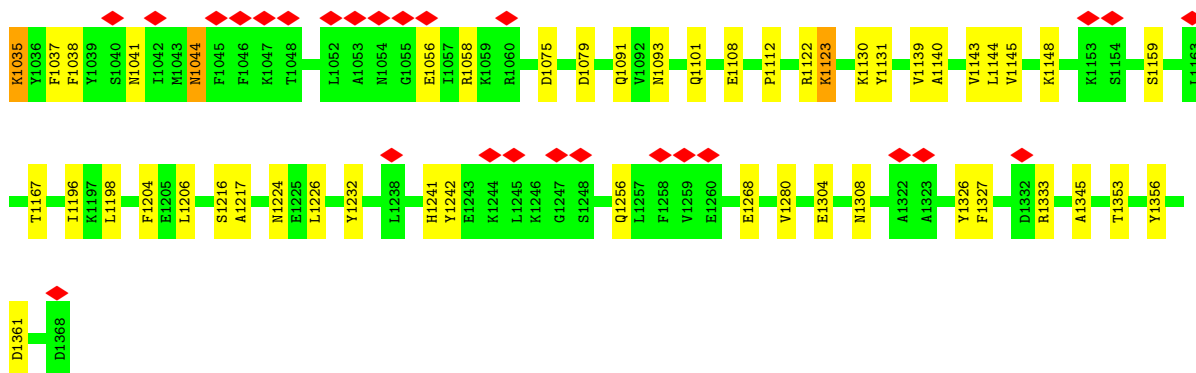 K1035 Y1036 F1037 F1038 Y1039 S1040 N1041 I1042 M1043 N1044 F1045 F1046 K1047 T1048 L1052 A1053 N1054 G1055 E1056 I1057 R1058 K1059 R1060 D1075 D1079 Q1091 V1092 N1093 Q1101 E1108 P1112 R1122 K1123 K1130 Y1131 V1139 A1140 V1143 L1144 V1145 K1148 K1153 S1154 S1159 L1163
T1167 I1196 K1197 L1198 F1204 E1205 L1206 S1216 A1217 N1224 E1225 L1226 Y1232 L1238 H1241 Y1242 E1243 K1244 L1245 K1246 G1247 S1248 Q1256 L1257 F1258 V1259 E1260 E1268 V1280 E1304 N1308 A1322 A1323 Y1326 F1327 D1332 R1333 A1345 T1353 Y1356
D1361 D1368